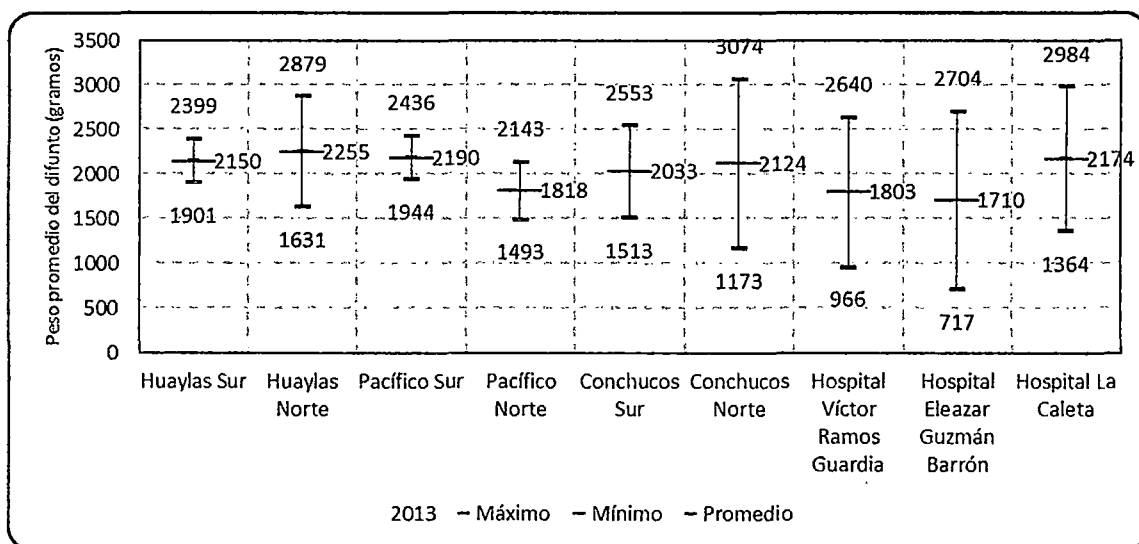 Peso promedio del difunto (gramos)
3500
3000
2500
2000
1500
1000
500
0
2399
2150
1901
2879
2255
1631
2436
2190
1944
2143
1818
1493
2553
2033
1513
3074
2124
1173
2640
1803
966
2704
1710
717
2984
2174
1364
Huaylas Sur
Huaylas
Norte
Pacífico Sur
Pacífico
Norte
Conchucos
Sur
Conchucos
Norte
Hospital
Víctor
Ramos
Guardia
Hospital
Eleazar
Guzmán
Barrón
Hospital La
Caleta
2013 – Máximo – Mínimo – Promedio